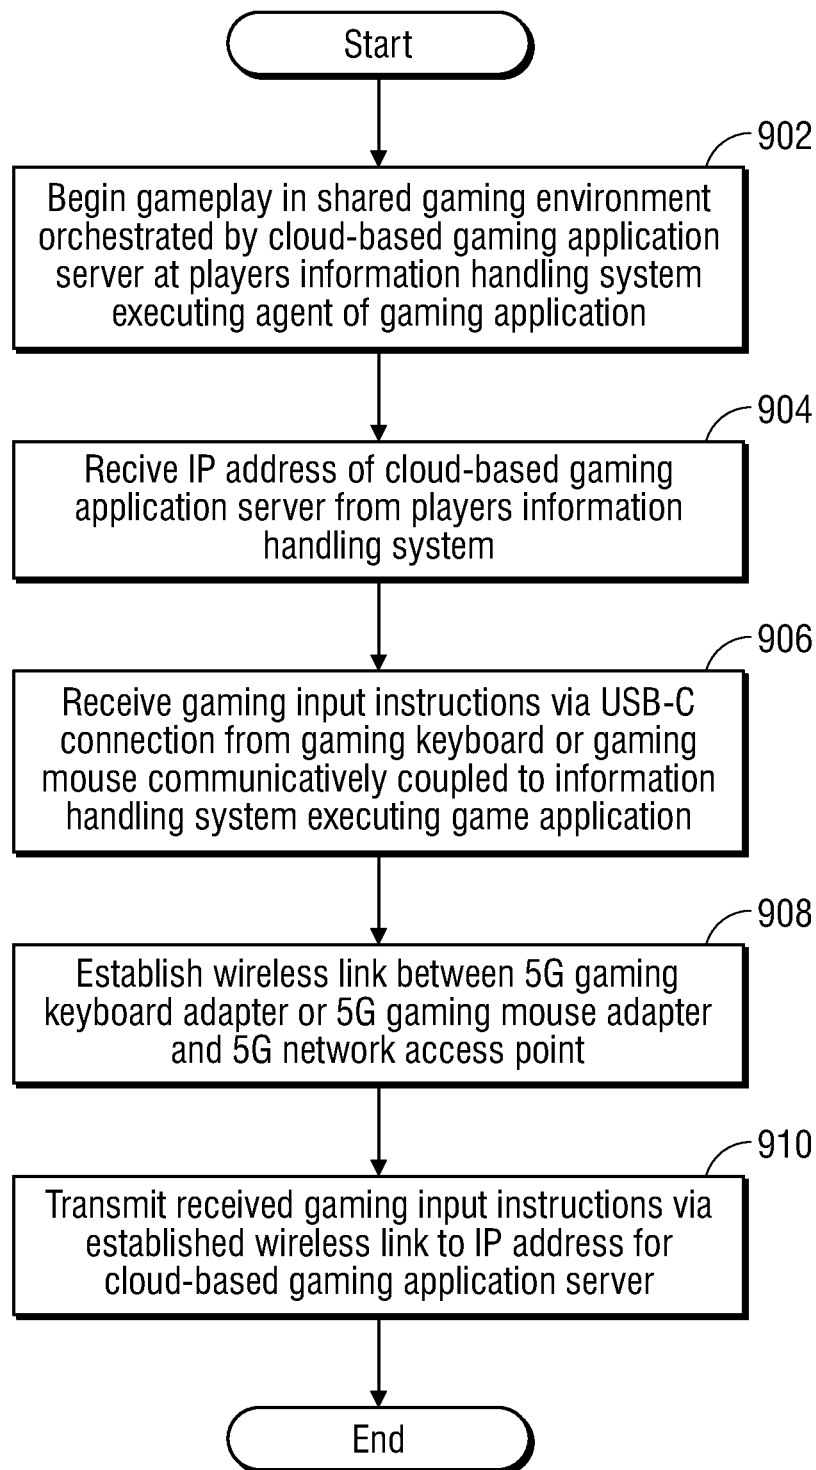 Start
902
Begin gameplay in shared gaming environment
orchestrated by cloud-based gaming application
server at players information handling system
executing agent of gaming application
904
Recive IP address of cloud-based gaming
application server from players information
handling system
906
Receive gaming input instructions via USB-C
connection from gaming keyboard or gaming
mouse communicatively coupled to information
handling system executing game application
908
Establish wireless link between 5G gaming
keyboard adapter or 5G gaming mouse adapter
and 5G network access point
910
Transmit received gaming input instructions via
established wireless link to IP address for
cloud-based gaming application server
End